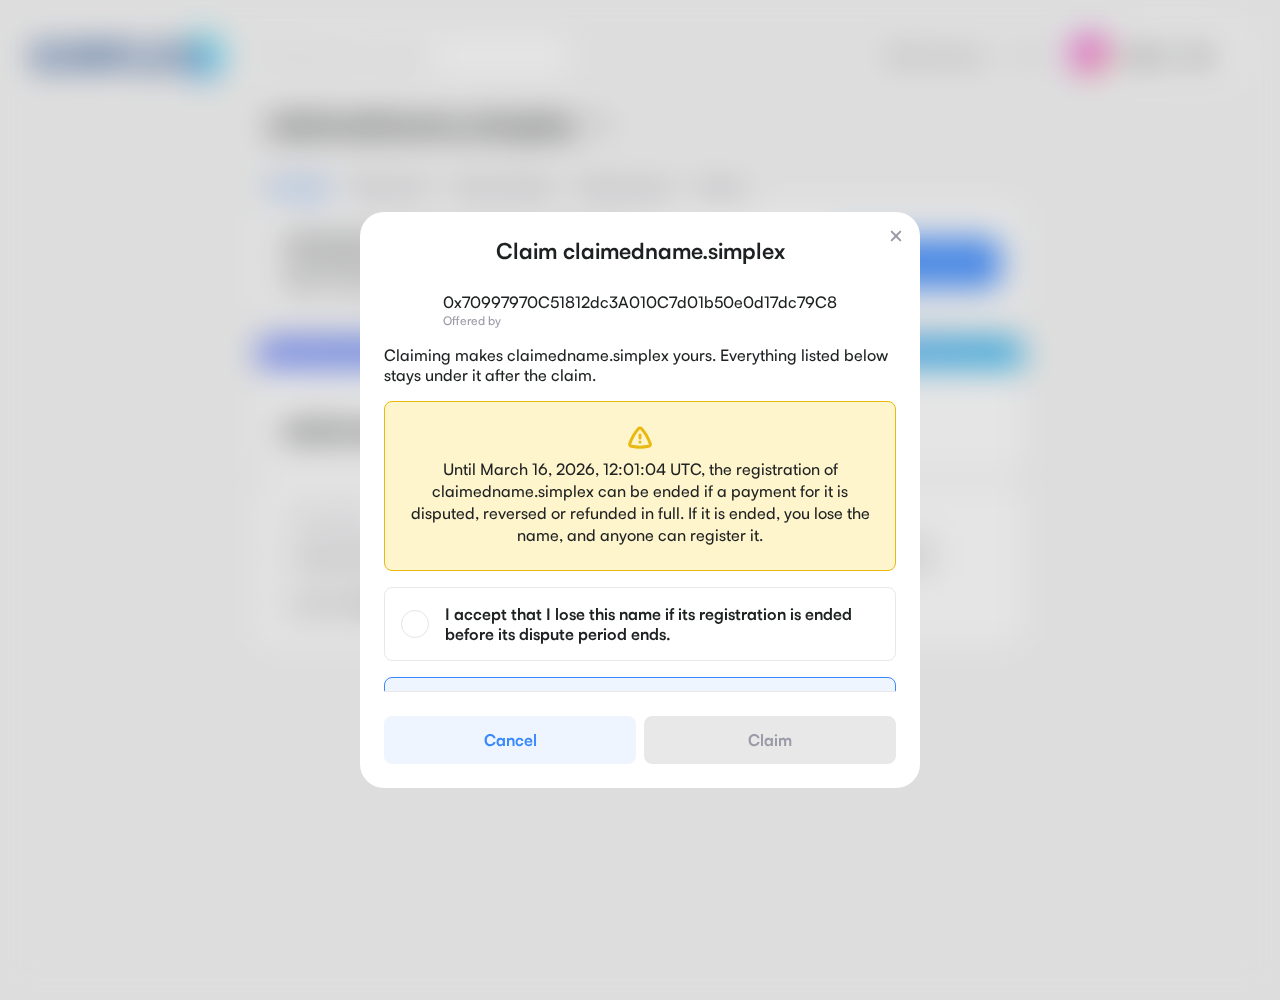 Claim claimedname.simplex
0x70997970C51812dc3A010C7d01b50e0d17dc79C8
Offered by
Claiming makes claimedname.simplex yours. Everything listed below
stays under it after the claim.
Until March 16, 2026, 12:01:04 UTC, the registration of
claimedname.simplex can be ended if a payment for it is
disputed, reversed or refunded in full. If it is ended, you lose the
name, and anyone can register it.
I accept that I lose this name if its registration is ended
before its dispute period ends.
Cancel
Claim